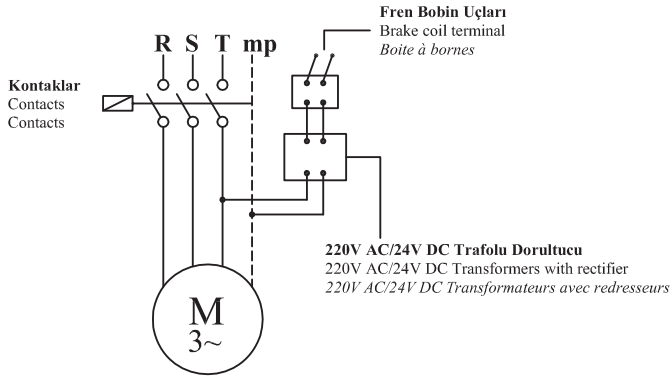 Fren Bobin Uçları
Brake coil terminal
Boite à bornes
R S T mp
Kontaklar
Contacts
Contacts
220V AC/24V DC Trafolu Dorultucu
220V AC/24V DC Transformers with rectifier
220V AC/24V DC Transformateurs avec redresseurs
M
3~